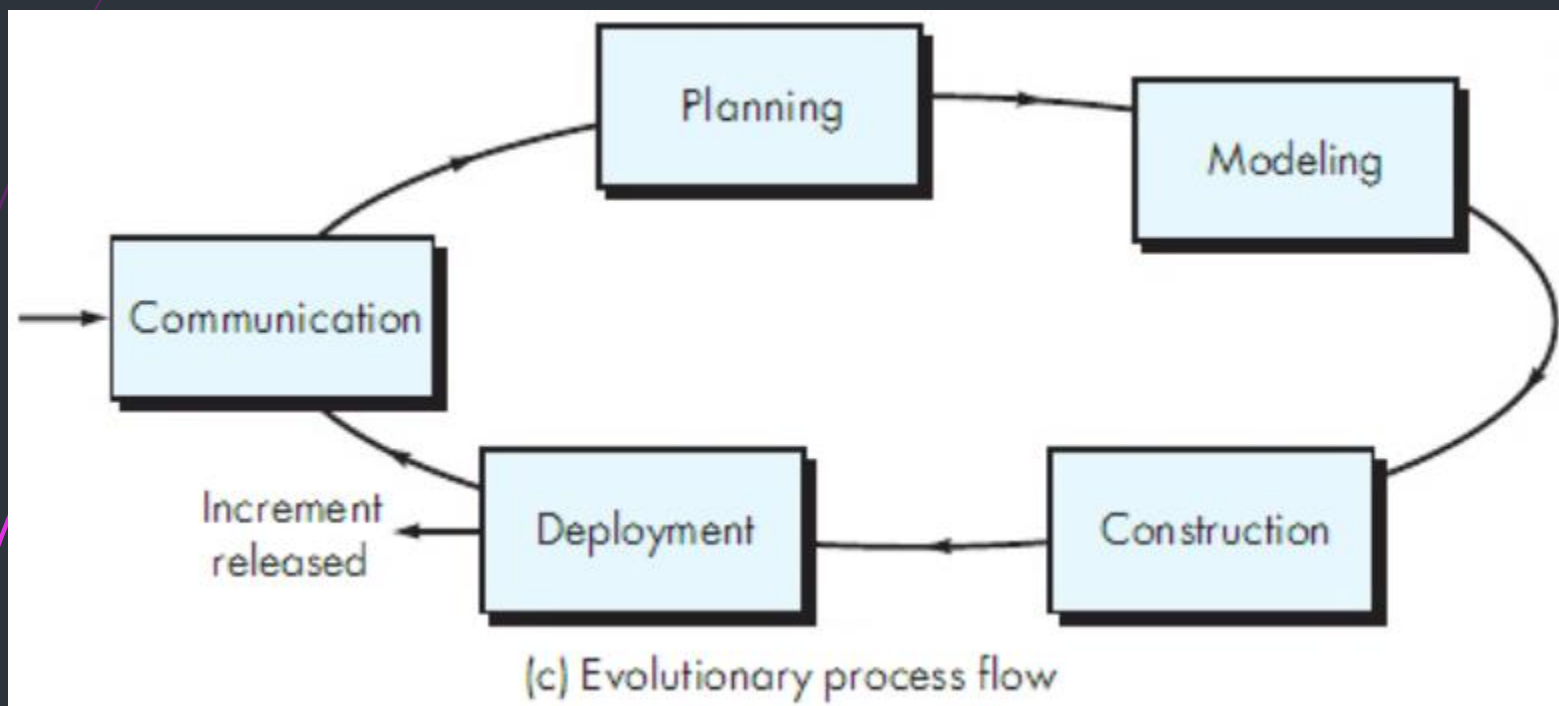 Planning
Modeling
Communication
Construction
Deployment
Increment
released
(c) Evolutionary process flow